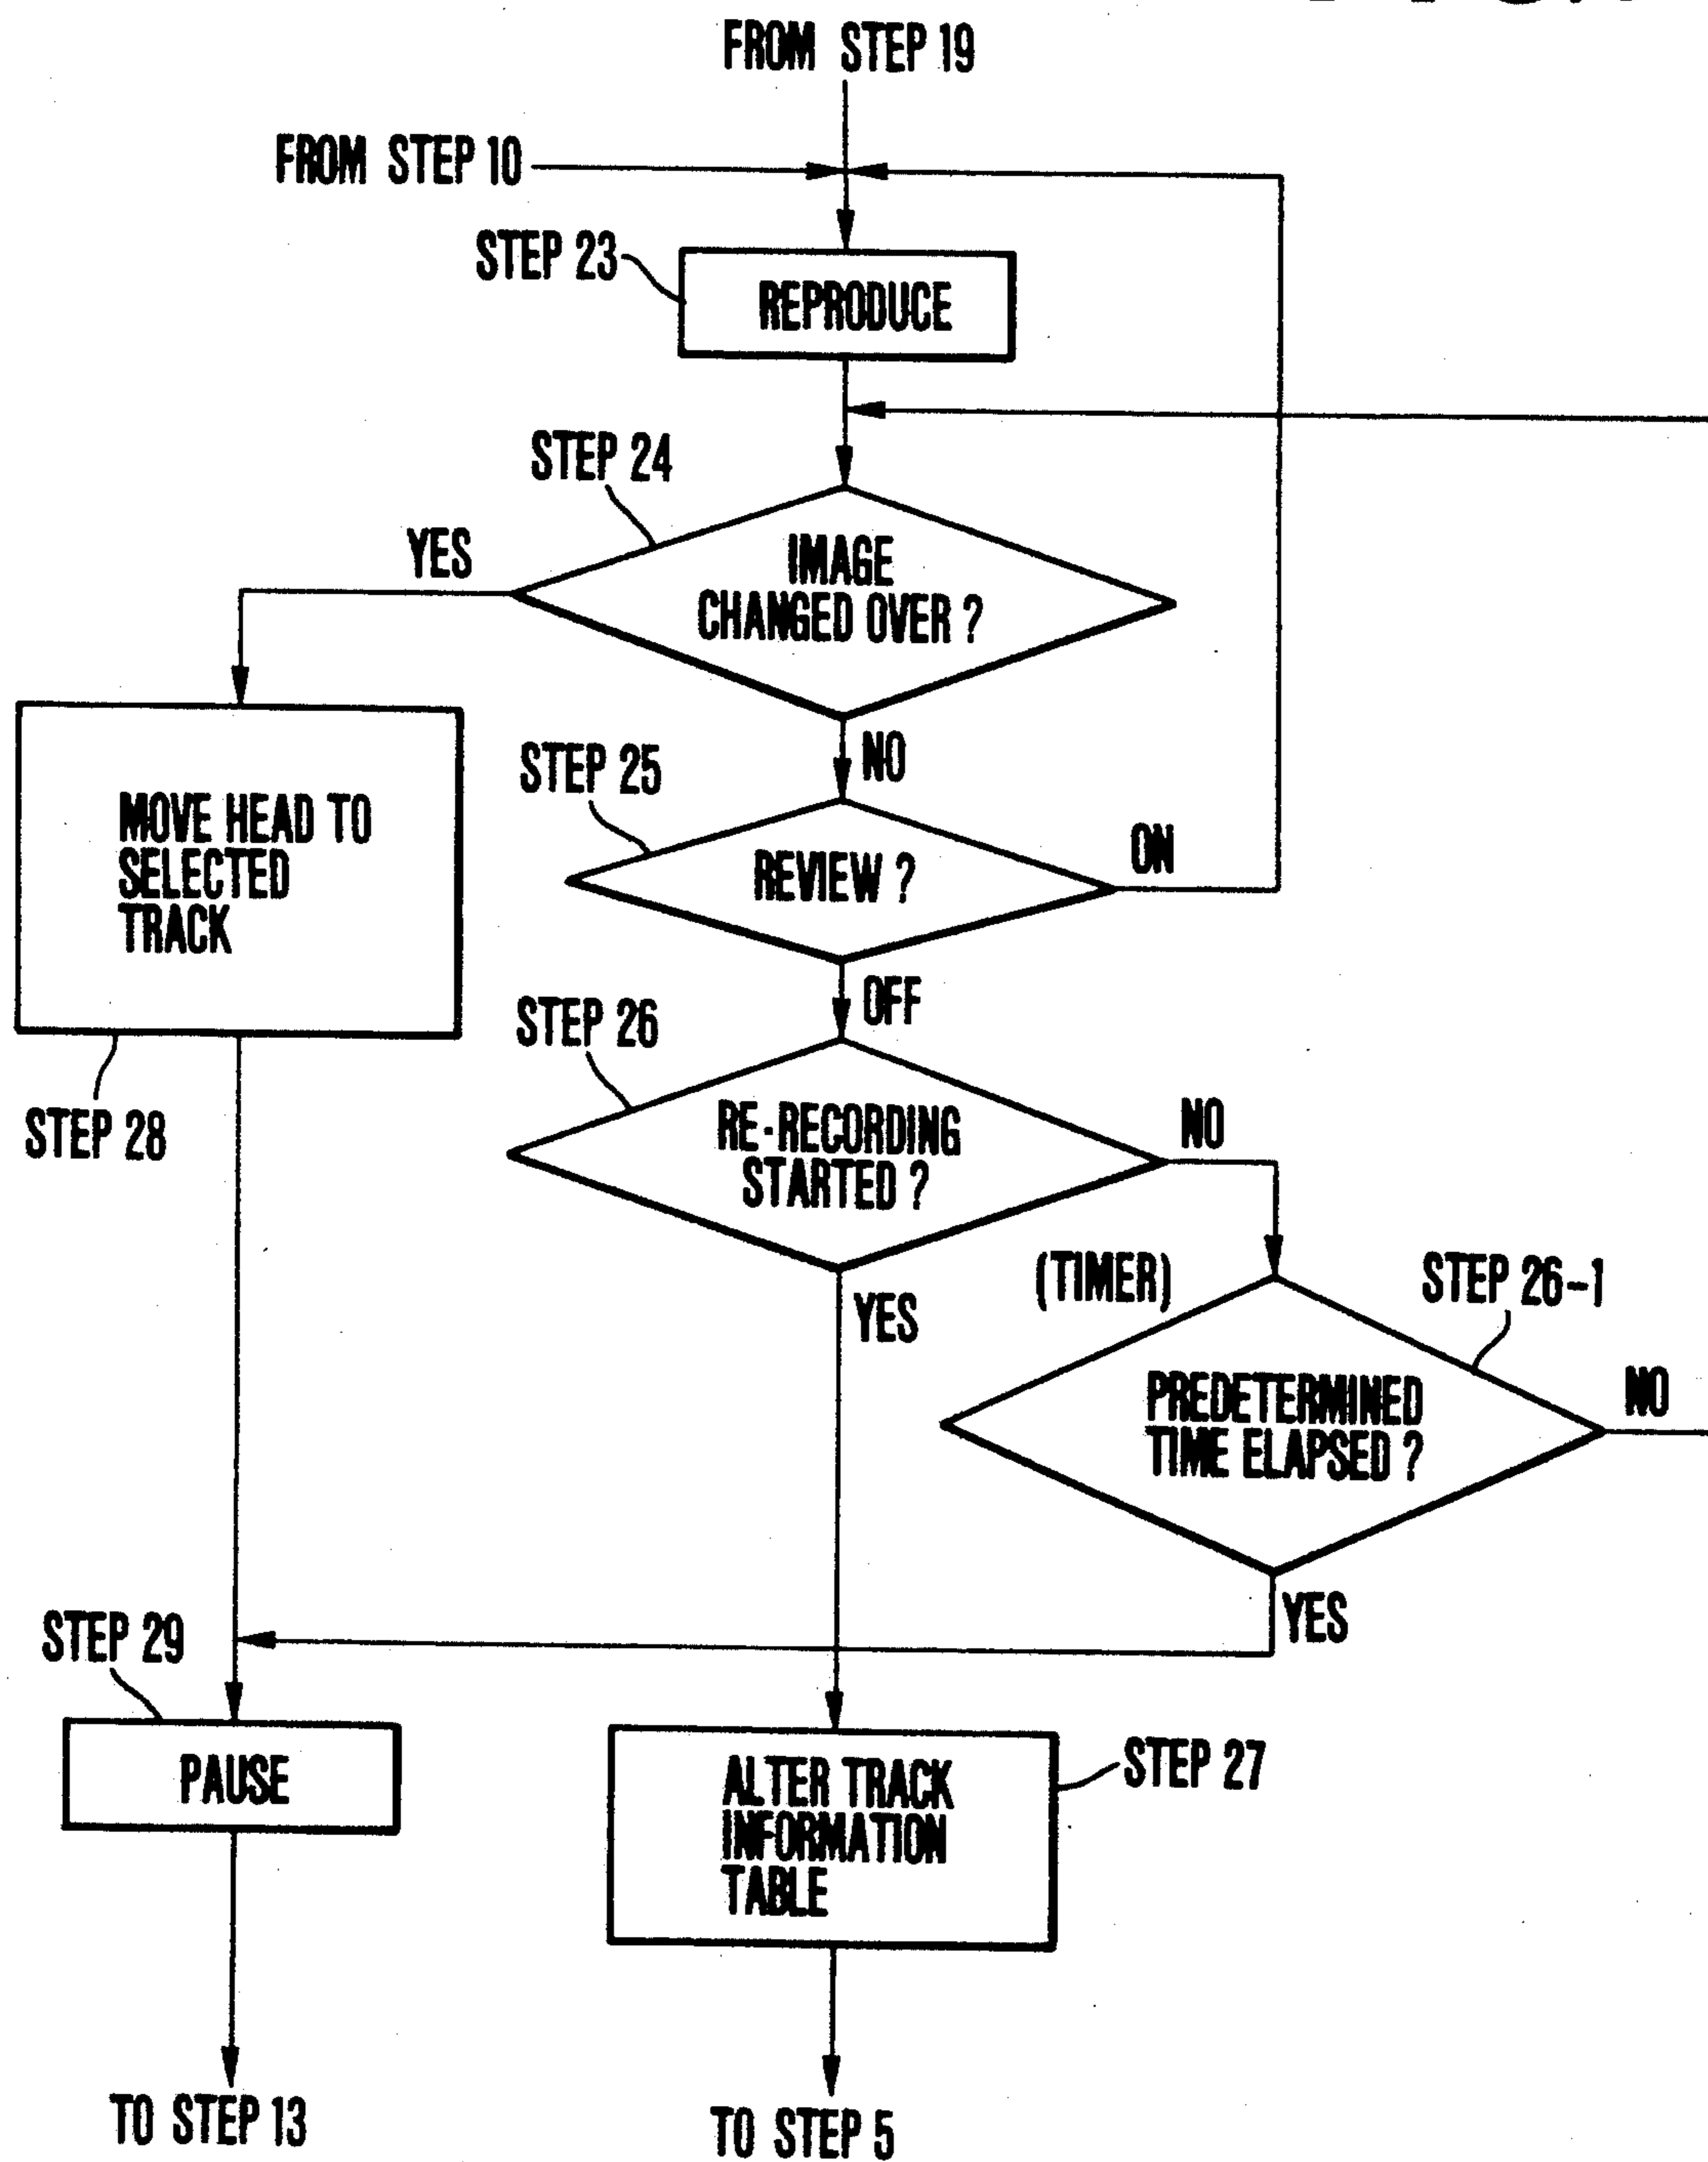 FROM STEP 19
FROM STEP 10
STEP 23
REPRODUCE
STEP 24
YES
IMAGE
CHANGED OVER ?
NO
STEP 25
REVIEW ?
ON
MOVE HEAD TO
SELECTED
TRACK
STEP 28
OFF
STEP 26
RE-RECORDING
STARTED ?
NO
YES
(TIMER)
STEP 26-1
PREDETERMINED
TIME ELAPSED ?
NO
YES
STEP 29
PAUSE
STEP 27
ALTER TRACK
INFORMATION
TABLE
TO STEP 13
TO STEP 5